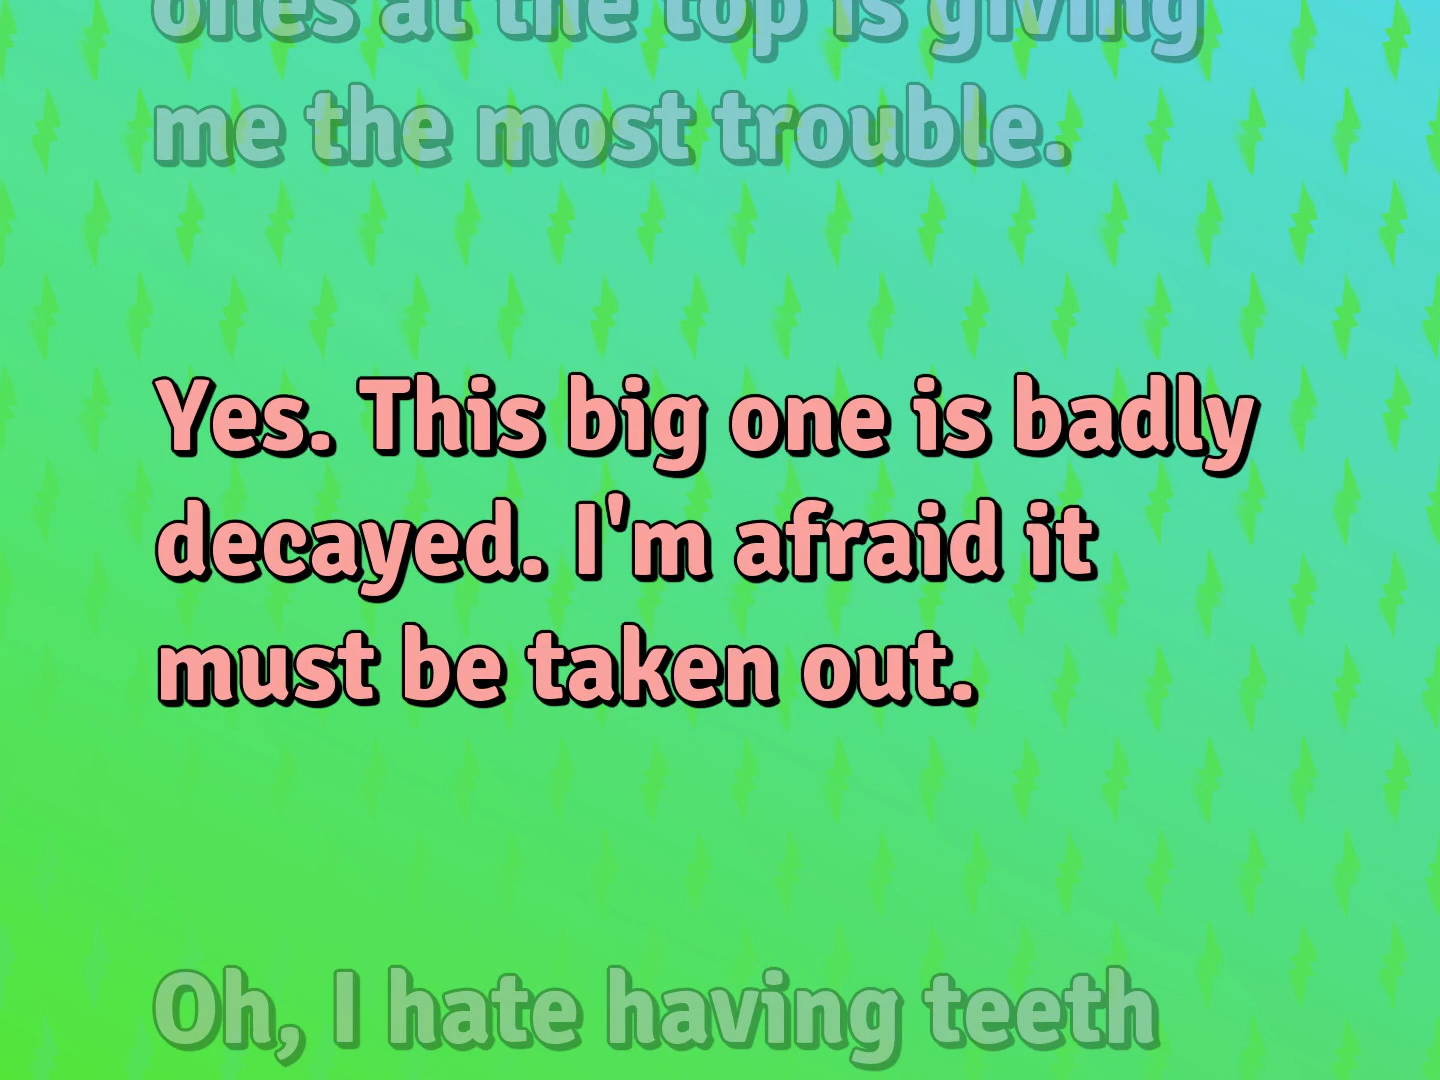 ones at the top is giving
me the most trouble.
Yes. This big one is badly
decayed. I'm afraid it
must be taken out.
Oh, I hate having teeth